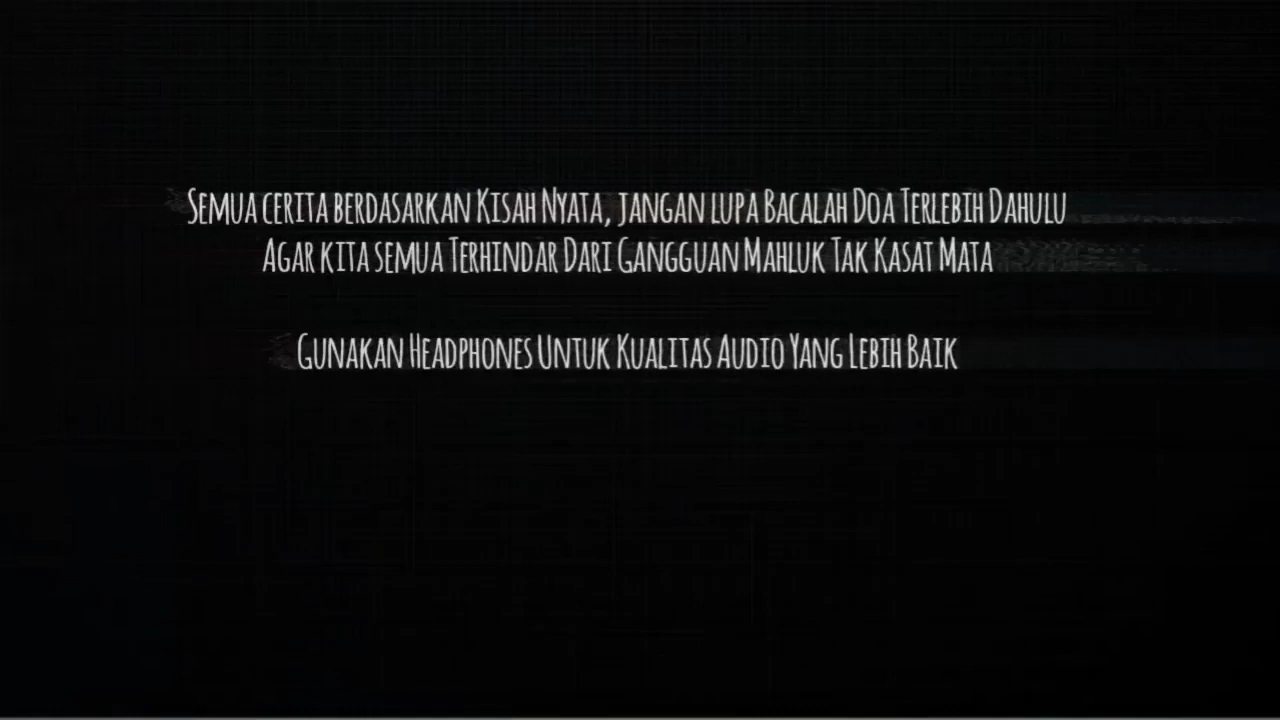 Semua cerita berdasarkan Kisah Nyata, jangan lupa Bacalah Doa Terlebih Dahulu
Agar kita semua Terhindar Dari Gangguan Mahluk Tak Kasat Mata
Gunakan Headphones Untuk Kualitas Audio Yang Lebih Baik